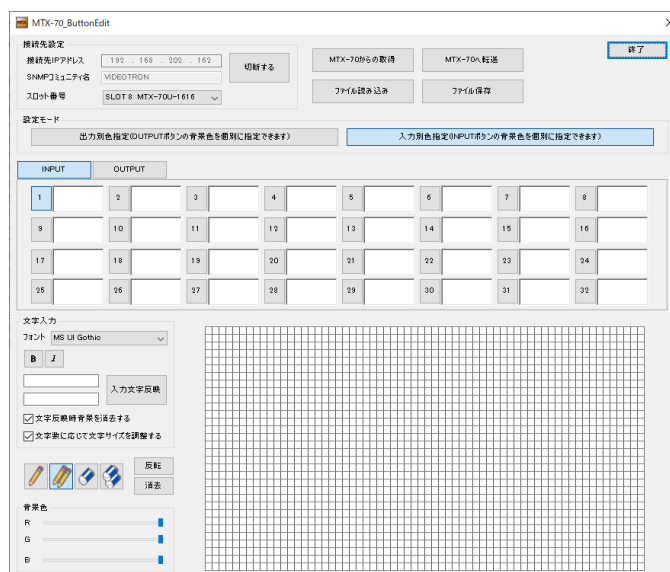 MTX-70_ButtonEdit
接続先設定
接続先IPアドレス 192 . 168 . 202 . 162
切断する
SNMPコミュニティ名 VIDEOTRON
スロット番号 SLOT 8 MTX-70U-1616
MTX-70からの取得
MTX-70へ転送
終了
ファイル読み込み
ファイル保存
設定モード
出力別色指定(OUTPUTボタンの背景色を個別に指定できます)
入力別色指定(INPUTボタンの背景色を個別に指定できます)
INPUT
OUTPUT
1 2 3 4 5 6 7 8
9 10 11 12 13 14 15 16
17 18 19 20 21 22 23 24
25 26 27 28 29 30 31 32
文字入力
フォント MS UI Gothic
B I
入力文字反映
文字反映時背景を消去する
文字数に応じて文字サイズを調整する
反転
消去
背景色
R
G
B